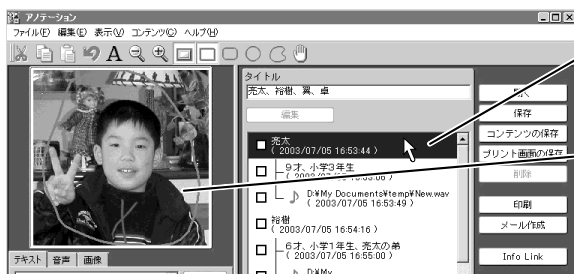 アノテーション
ファイル(F) 編集(E) 表示(V) コンテンツ(C) ヘルプ(H)
A
タイトル
亮太、裕樹、翼、卓
編集
亮太
( 2003/07/05 16:53:44 )
9才、小学3年生
( 2003/07/05 16:53:06 )
D:¥My Documents¥temp¥New.wav
( 2003/07/05 16:53:49 )
裕樹
( 2003/07/05 16:54:16 )
6才、小学1年生、亮太の弟
( 2003/07/05 16:55:00 )
D:¥My
保存
コンテンツの保存
プリント画面の保存
削除
印刷
メール作成
Info Link
テキスト 音声 画像